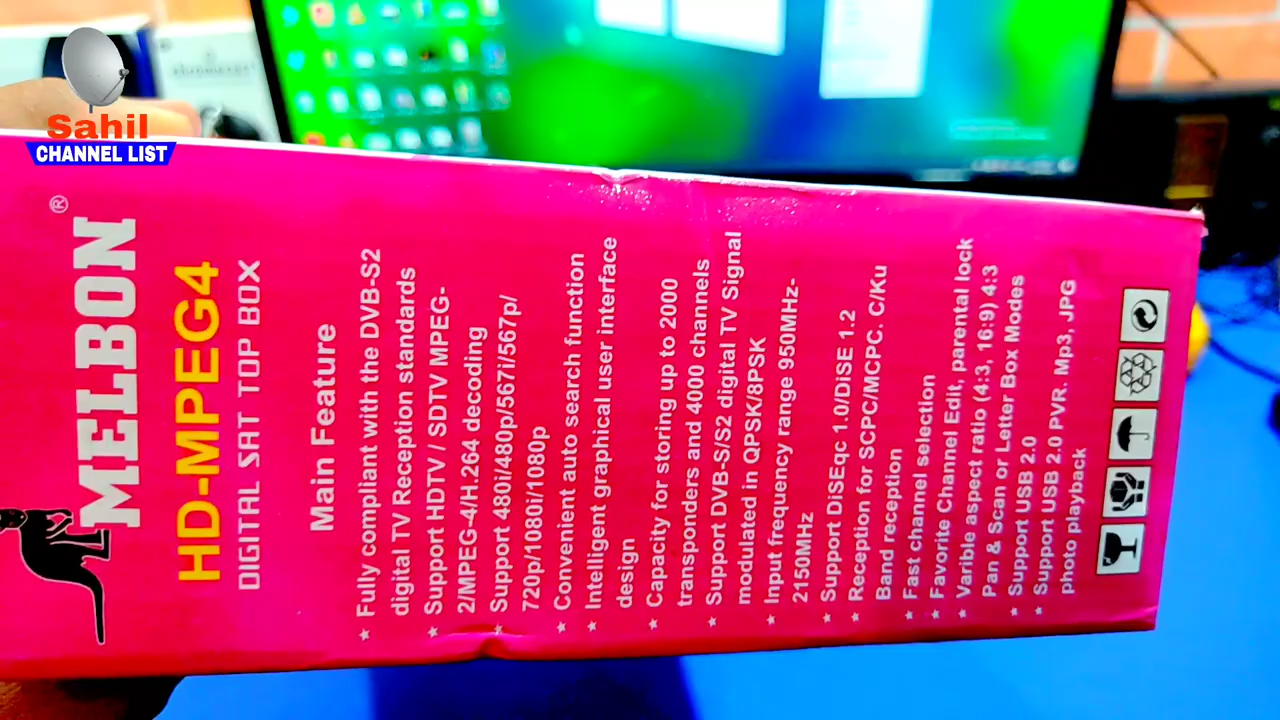 Sahil
CHANNEL LIST
MELBON®
HD-MPEG4
DIGITAL SAT TOP BOX
Main Feature
★ Fully compliant with the DVB-S2
digital TV Reception standards
★ Support HDTV / SDTV MPEG-
2/MPEG-4/H.264 decoding
★ Support 480i/480p/567i/567p/
720p/1080i/1080p
★ Convenient auto search function
★ Intelligent graphical user interface
design
★ Capacity for storing up to 2000
transponders and 4000 channels
★ Support DVB-S/S2 digital TV Signal
modulated in QPSK/8PSK
★ Input frequency range 950MHz-
2150MHz
★ Support DiSEqc 1.0/DiSE 1.2
★ Reception for SCPC/MCPC. C/Ku
Band reception
★ Fast channel selection
★ Favorite Channel Edit, parental lock
★ Varible aspect ratio (4:3, 16:9) 4:3
Pan & Scan or Letter Box Modes
★ Support USB 2.0
★ Support USB 2.0 PVR. Mp3, JPG
photo playback